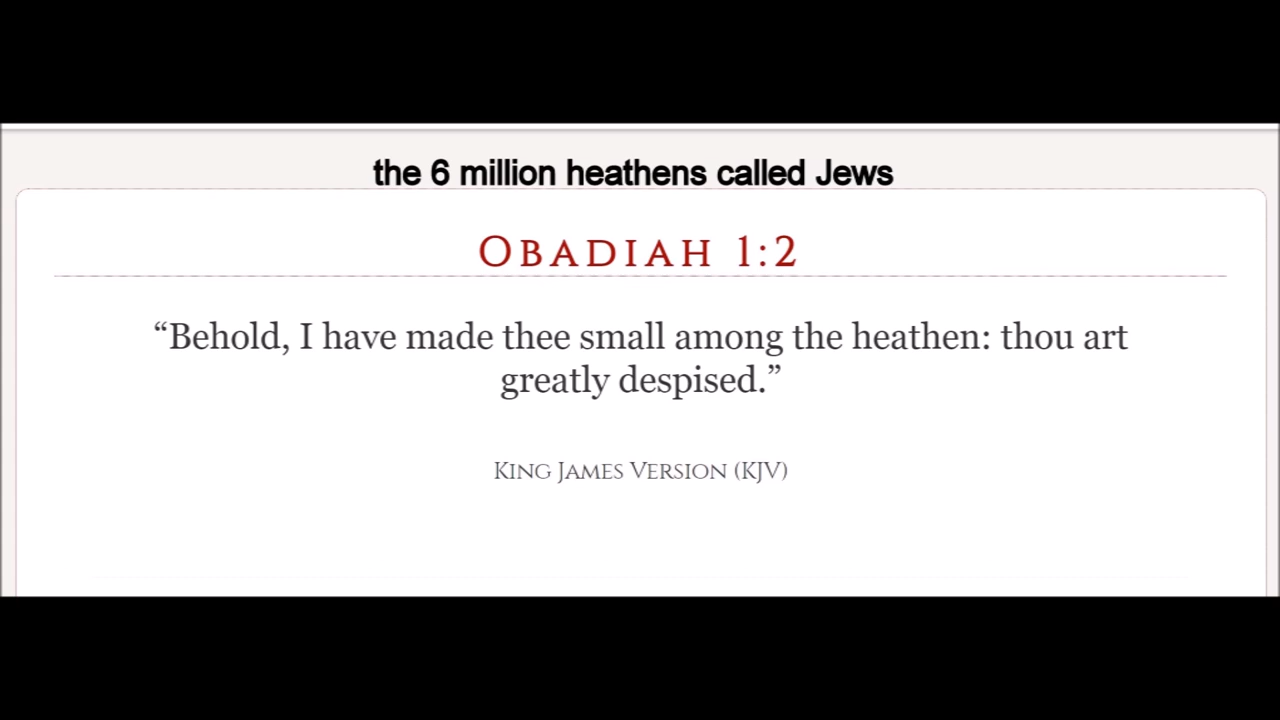 the 6 million heathens called Jews
Obadiah 1:2
“Behold, I have made thee small among the heathen: thou art
greatly despised.”
King James Version (KJV)